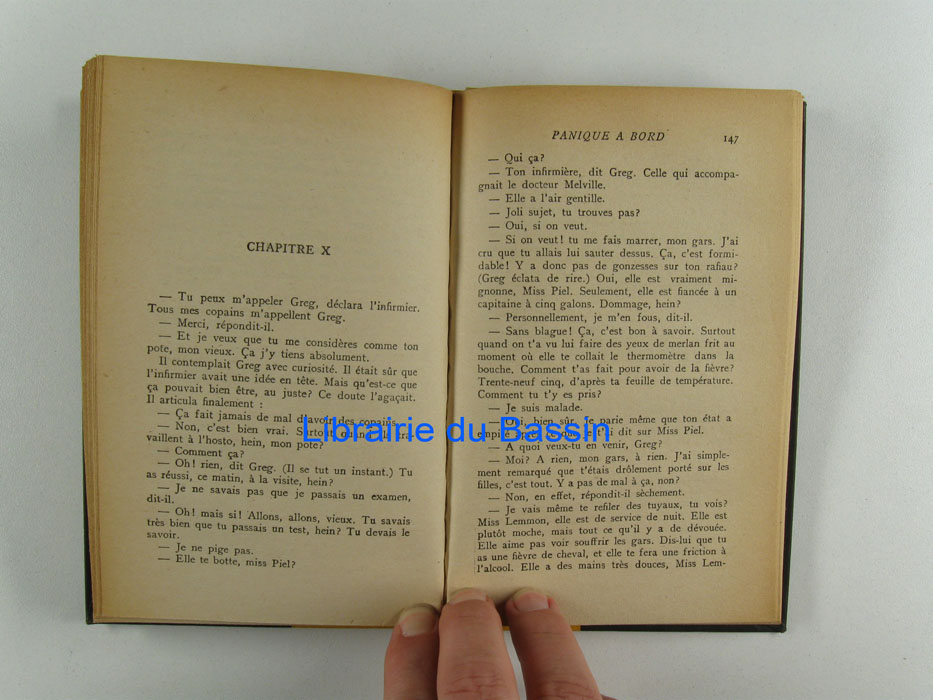 CHAPITRE X
— Tu peux m'appeler Greg, déclara l'infirmier.
Tous mes copains m'appellent Greg.
— Merci, répondit-il.
— Et je veux que tu me considères comme ton
pote, mon vieux. Ça j'y tiens absolument.
Il contemplait Greg avec curiosité. Il était sûr que
l'infirmier avait une idée en tête. Mais qu'est-ce que
ça pouvait bien être, au juste? Ce doute l'agaçait.
Il articula finalement :
— Ça fait jamais de mal d'avoir des copains.
— Non, c'est bien vrai. Surtout
vaillent à l'hosto, hein, mon pote?
— Comment ça?
— Oh! rien, dit Greg. (Il se tut un instant.) Tu
as réussi, ce matin, à la visite, hein?
— Je ne savais pas que je passais un examen,
dit-il.
— Oh! mais si! Allons, allons, vieux. Tu savais
très bien que tu passais un test, hein? Tu devais le
savoir.
— Je ne pige pas.
— Elle te botte, miss Piel?
PANIQUE A BORD 147
— Qui ça?
— Ton infirmière, dit Greg. Celle qui accompa-
gnait le docteur Melville.
— Elle a l'air gentille.
— Joli sujet, tu trouves pas?
— Oui, si on veut.
— Si on veut! tu me fais marrer, mon gars. J'ai
cru que tu allais lui sauter dessus. Ça, c'est formi-
dable! Y a donc pas de gonzesses sur ton rafiau?
(Greg éclata de rire.) Oui, elle est vraiment mi-
gnonne, Miss Piel. Seulement, elle est fiancée à un
capitaine à cinq galons. Dommage, hein?
— Personnellement, je m'en fous, dit-il.
— Sans blague! Ça, c'est bon à savoir. Surtout
quand on t'a vu lui faire des yeux de merlan frit au
moment où elle te collait le thermomètre dans la
bouche. Comment t'as fait pour avoir de la fièvre?
Trente-neuf cinq, d'après ta feuille de température.
Comment tu t'y es pris?
— Je suis malade.
— Oui, bien sûr. Je parie même que ton état a
empiré j't'ai dit sur Miss Piel.
— A quoi veux-tu en venir, Greg?
— Moi? A rien, mon gars, à rien. J'ai simple-
ment remarqué que t'étais drôlement porté sur les
filles, c'est tout. Y a pas de mal à ça, non?
— Non, en effet, répondit-il sèchement.
— Je vais même te refiler des tuyaux, tu vois?
Miss Lemmon, elle est de service de nuit. Elle est
plutôt moche, mais tout ce qu'il y a de dévouée.
Elle aime pas voir souffrir les gars. Dis-lui que tu
as une fièvre de cheval, et elle te fera une friction à
l'alcool. Elle a des mains très douces, Miss Lem-
Librairie du Bassin